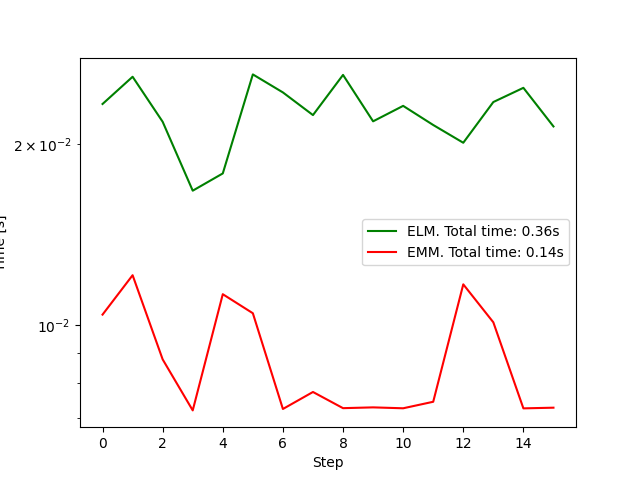 2 × 10⁻²
10⁻²
Time [s]
ELM. Total time: 0.36s
EMM. Total time: 0.14s
0 2 4 6 8 10 12 14
Step